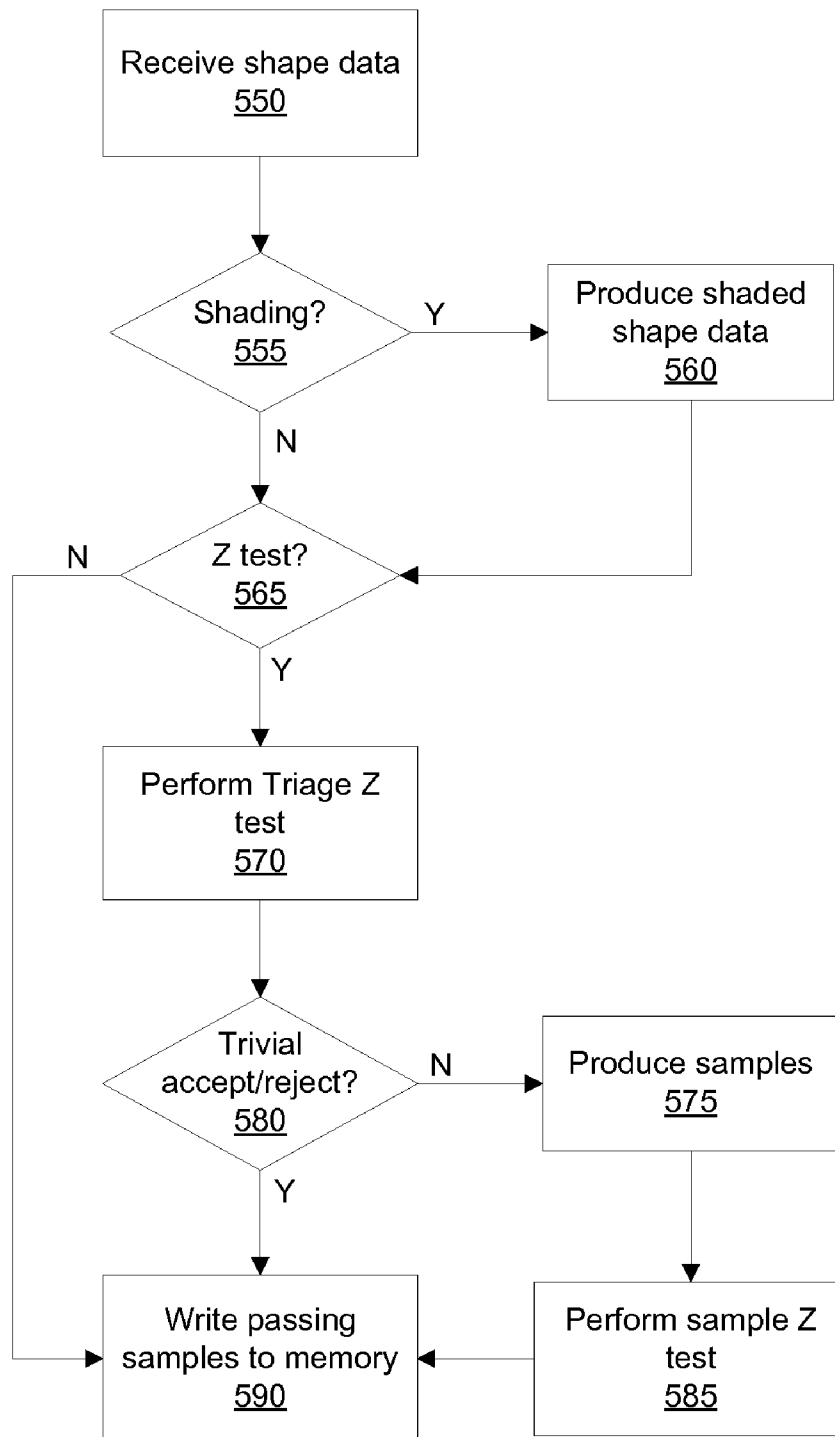 Receive shape data
550
Shading?
555
Y
Produce shaded
shape data
560
N
N
Z test?
565
Y
Perform Triage Z
test
570
Trivial
accept/reject?
580
N
Produce samples
575
Y
Write passing
samples to memory
590
Perform sample Z
test
585